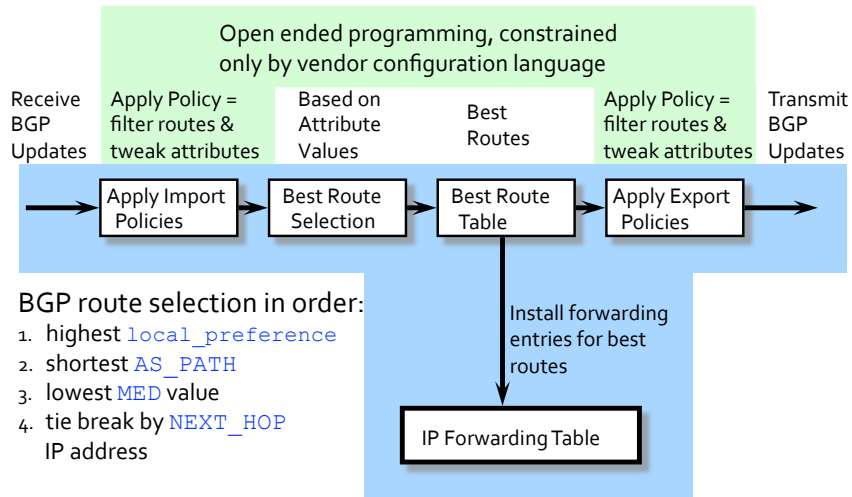 Open ended programming, constrained
only by vendor configuration language
Receive
BGP
Updates
Apply Policy =
filter routes &
tweak attributes
Based on
Attribute
Values
Best
Routes
Apply Policy =
filter routes &
tweak attributes
Transmit
BGP
Updates
Apply Import
Policies
Best Route
Selection
Best Route
Table
Apply Export
Policies
BGP route selection in order:
1. highest local_preference
2. shortest AS_PATH
3. lowest MED value
4. tie break by NEXT_HOP
IP address
Install forwarding
entries for best
routes
IP Forwarding Table